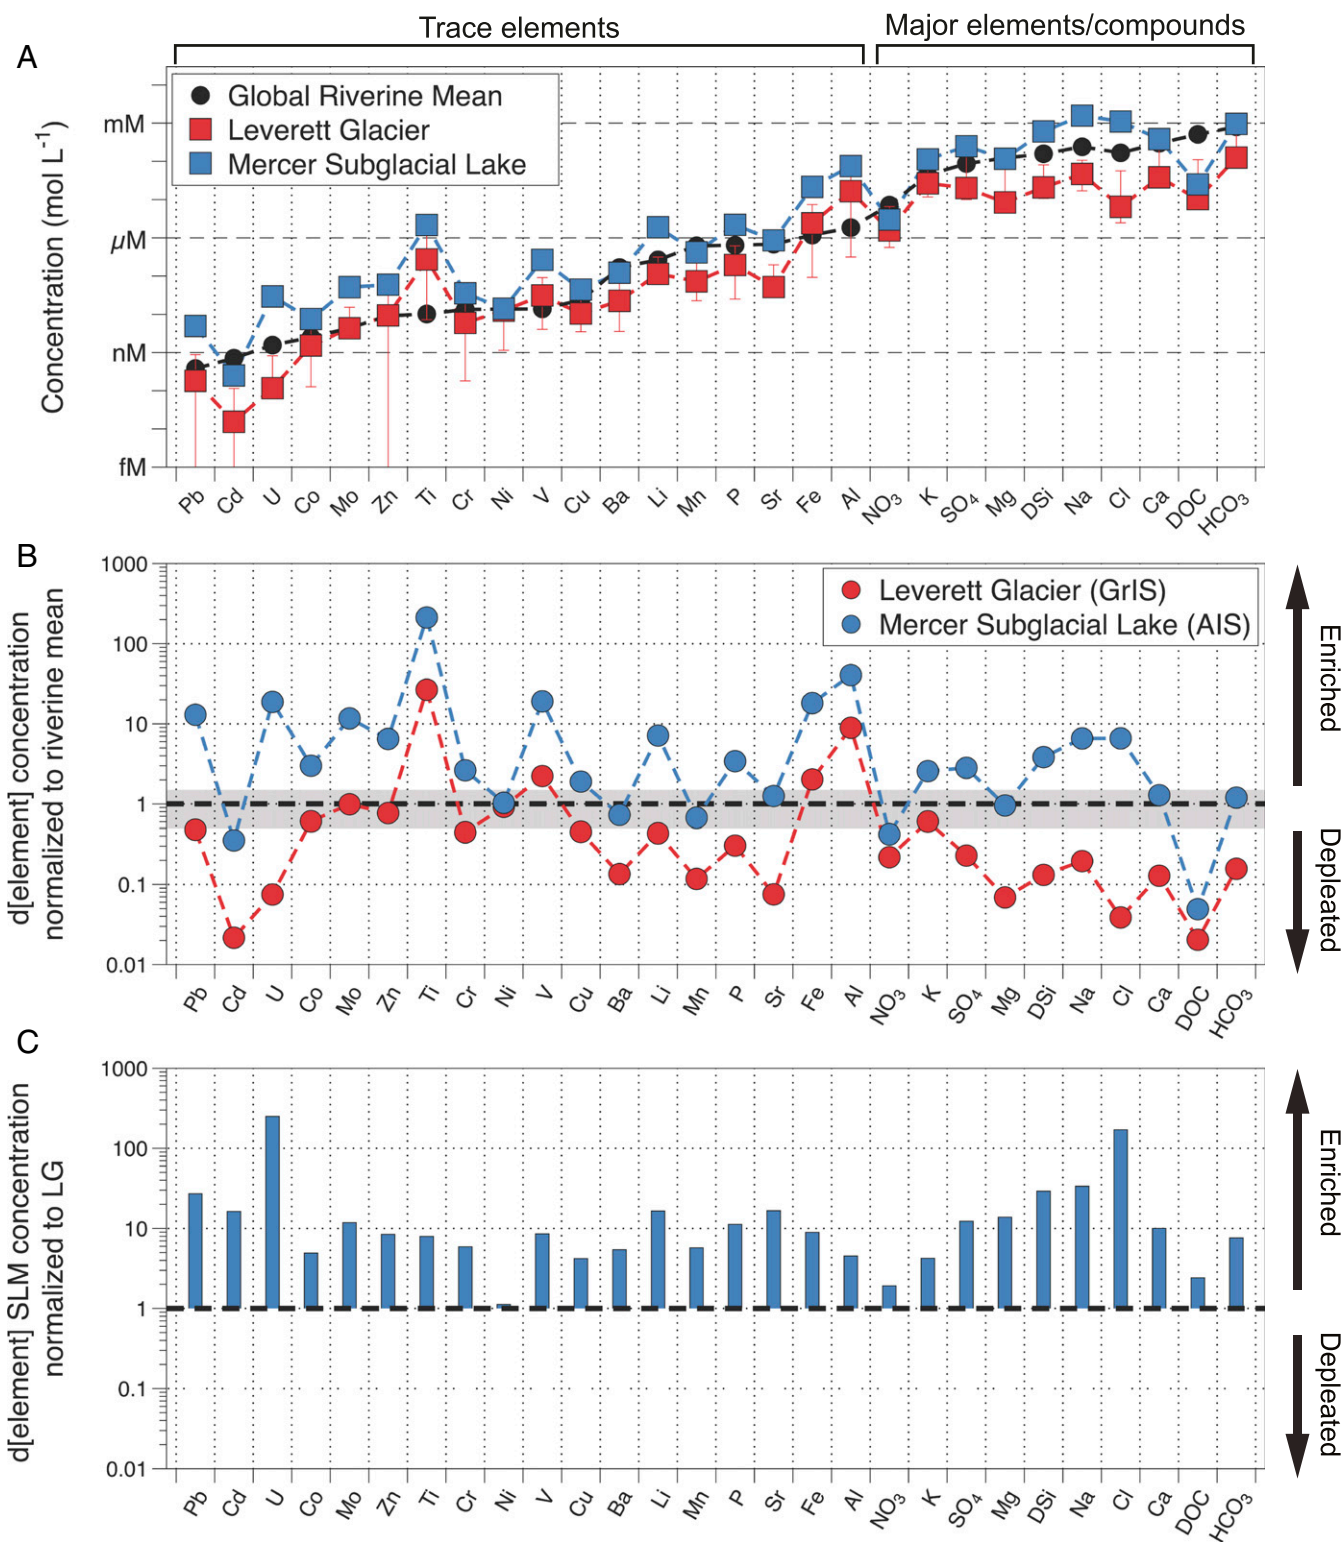 Trace elements
Major elements/compounds
A
Global Riverine Mean
Leverett Glacier
Mercer Subglacial Lake
Concentration (mol L⁻¹)
mM
µM
nM
fM
Pb Cd U Co Mo Zn Ti Cr Ni V Cu Ba Li Mn P Sr Fe Al NO₃ K SO₄ Mg DSi Na Cl Ca DOC HCO₃
B
Leverett Glacier (GrIS)
Mercer Subglacial Lake (AIS)
d[element] concentration
normalized to riverine mean
1000
100
10
1
0.1
0.01
Enriched
Depleated
Pb Cd U Co Mo Zn Ti Cr Ni V Cu Ba Li Mn P Sr Fe Al NO₃ K SO₄ Mg DSi Na Cl Ca DOC HCO₃
C
d[element] SLM concentration
normalized to LG
1000
100
10
1
0.1
0.01
Enriched
Depleated
Pb Cd U Co Mo Zn Ti Cr Ni V Cu Ba Li Mn P Sr Fe Al NO₃ K SO₄ Mg DSi Na Cl Ca DOC HCO₃